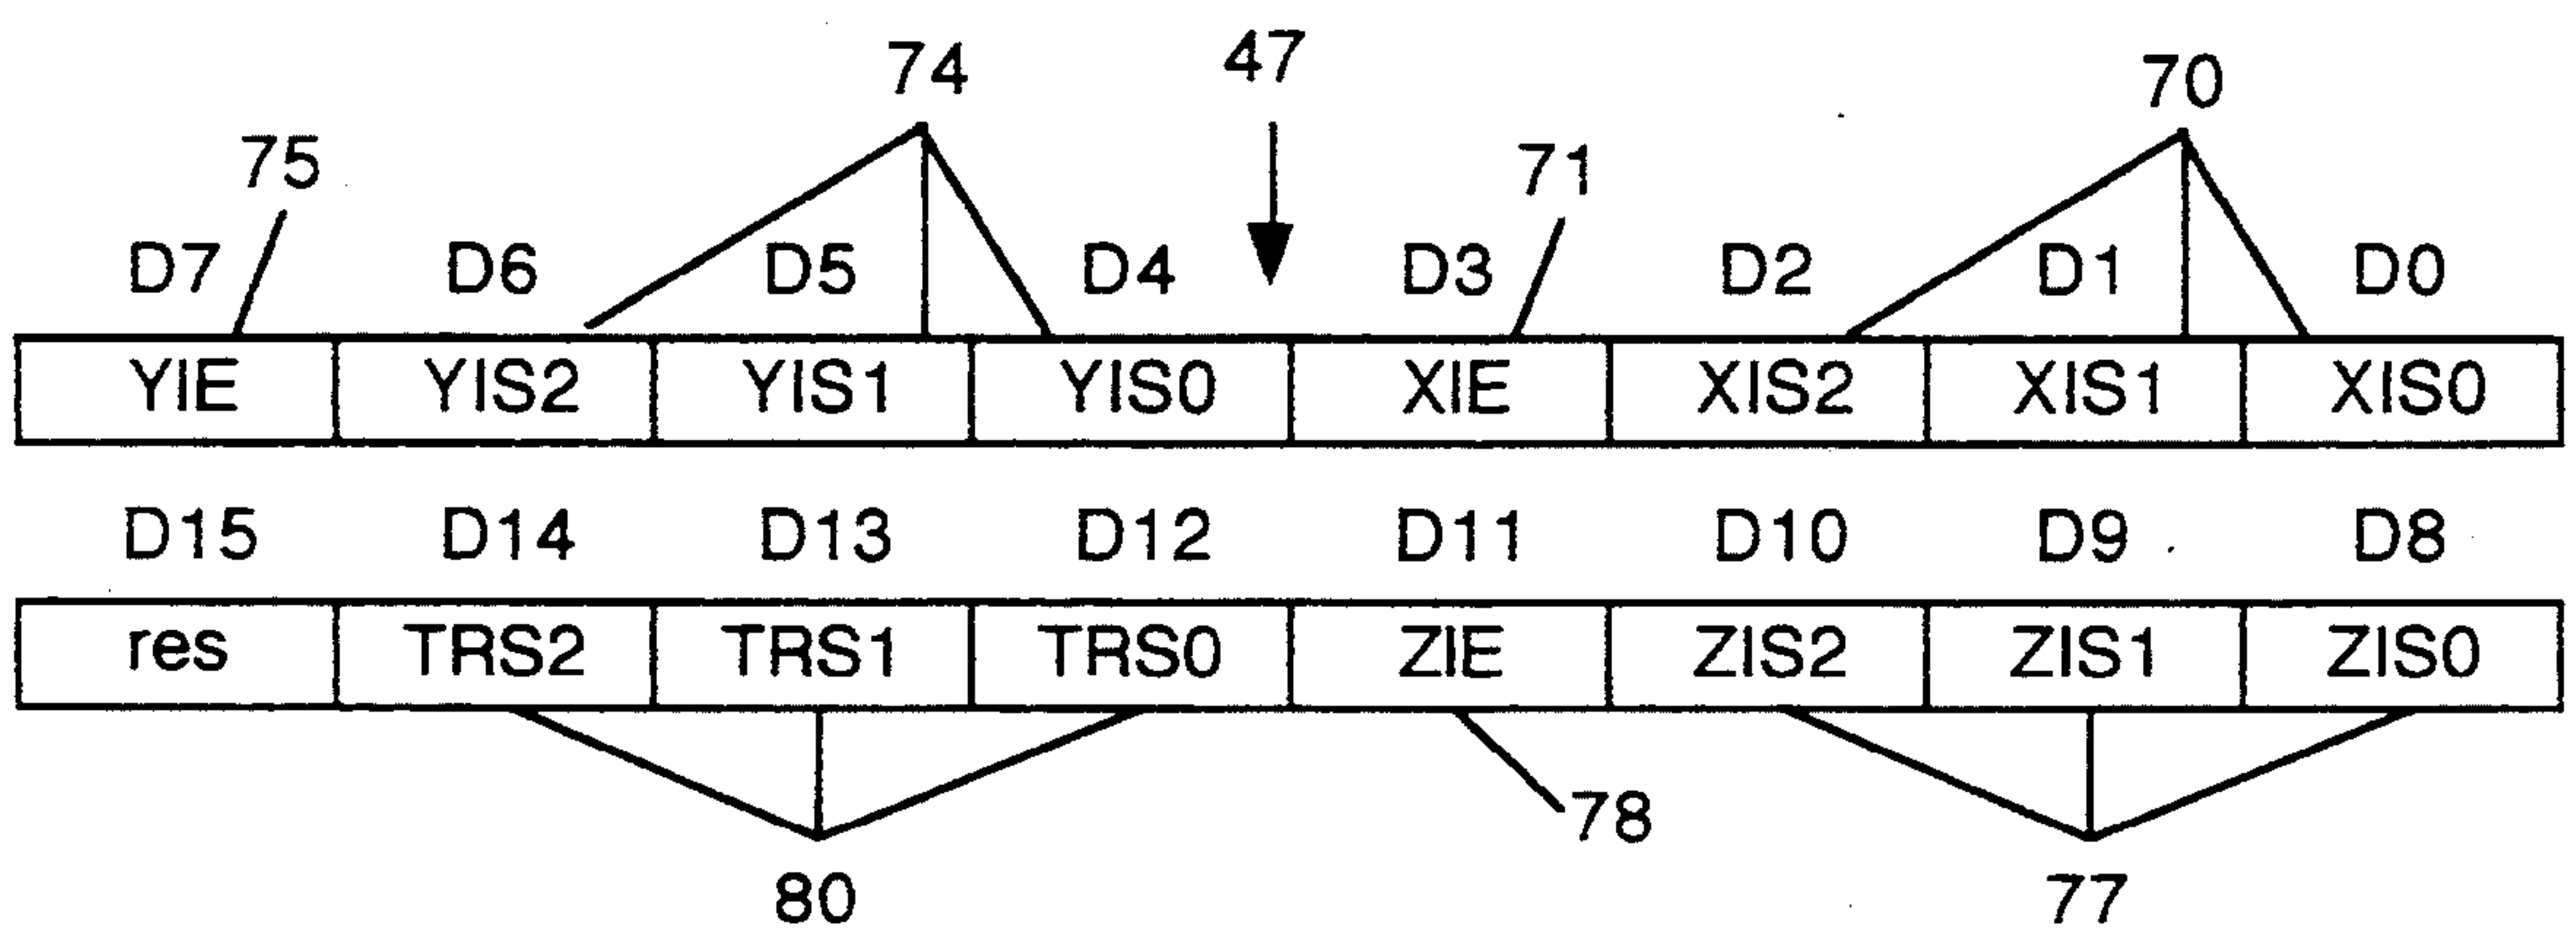 74 47 70
75 71
D7 D6 D5 D4 D3 D2 D1 D0
YIE YIS2 YIS1 YIS0 XIE XIS2 XIS1 XIS0
D15 D14 D13 D12 D11 D10 D9 D8
res TRS2 TRS1 TRS0 ZIE ZIS2 ZIS1 ZIS0
78
80 77